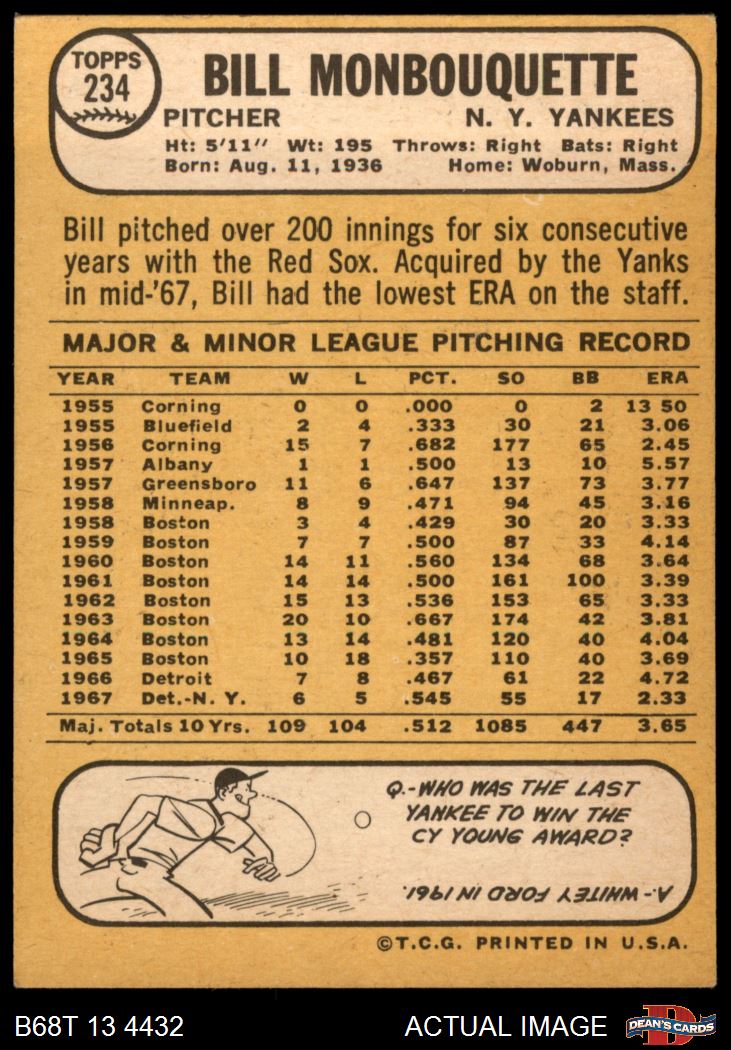 TOPPS
234
BILL MONBOUQUETTE
PITCHER N. Y. YANKEES
Ht: 5'11" Wt: 195 Throws: Right Bats: Right
Born: Aug. 11, 1936 Home: Woburn, Mass.
Bill pitched over 200 innings for six consecutive
years with the Red Sox. Acquired by the Yanks
in mid-'67, Bill had the lowest ERA on the staff.
MAJOR & MINOR LEAGUE PITCHING RECORD
YEAR TEAM W L PCT. SO BB ERA
1955 Corning 0 0 .000 0 2 13 50
1955 Bluefield 2 4 .333 30 21 3.06
1956 Corning 15 7 .682 177 65 2.45
1957 Albany 1 1 .500 13 10 5.57
1957 Greensboro 11 6 .647 137 73 3.77
1958 Minneap. 8 9 .471 94 45 3.16
1958 Boston 3 4 .429 30 20 3.33
1959 Boston 7 7 .500 87 33 4.14
1960 Boston 14 11 .560 134 68 3.64
1961 Boston 14 14 .500 161 100 3.39
1962 Boston 15 13 .536 153 65 3.33
1963 Boston 20 10 .667 174 42 3.81
1964 Boston 13 14 .481 120 40 4.04
1965 Boston 10 18 .357 110 40 3.69
1966 Detroit 7 8 .467 61 22 4.72
1967 Det.-N. Y. 6 5 .545 55 17 2.33
Maj. Totals 10 Yrs. 109 104 .512 1085 447 3.65
Q.-WHO WAS THE LAST
YANKEE TO WIN THE
CY YOUNG AWARD?
A.-WHITEY FORD IN 1961.
©T.C.G. PRINTED IN U.S.A.
B68T 13 4432 ACTUAL IMAGE
D
DEAN'S CARDS